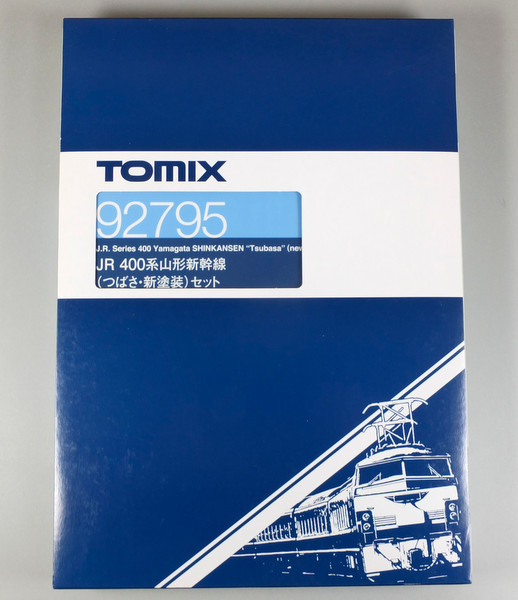 TOMIX
92795
J.R. Series 400 Yamagata SHINKANSEN "Tsubasa" (new
JR 400系山形新幹線
(つばさ・新塗装)セット